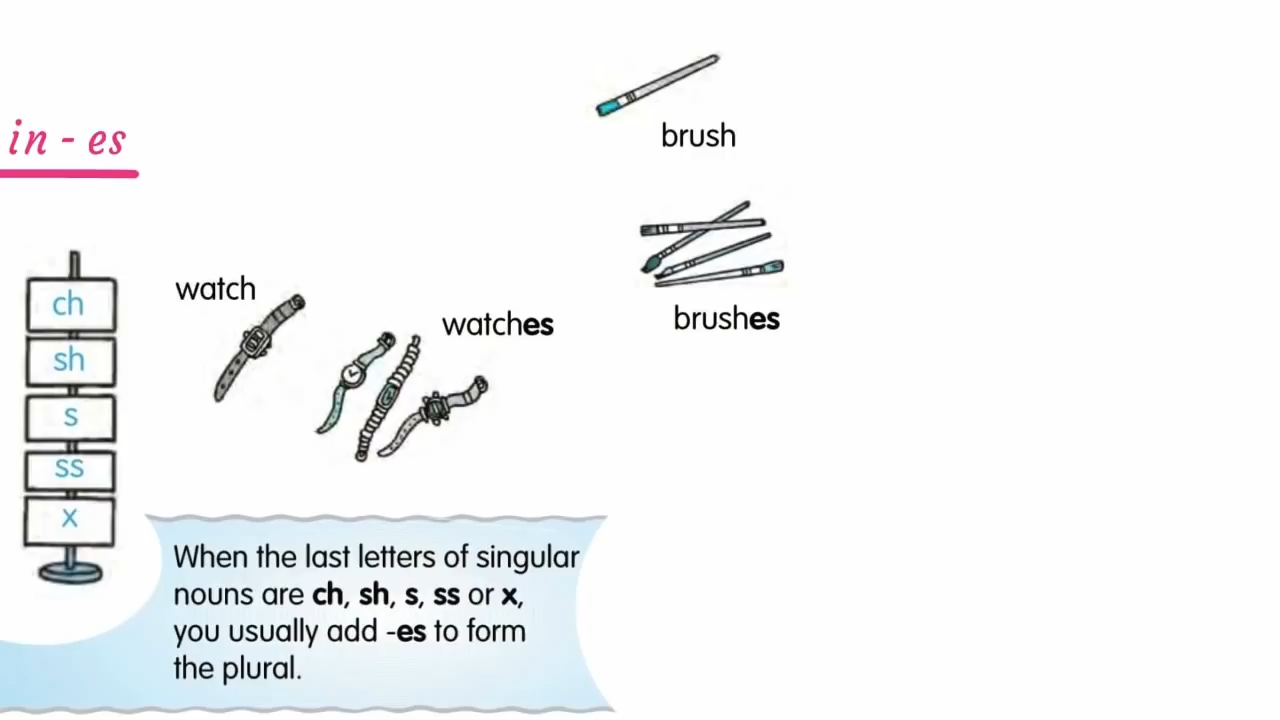 in - es
ch
sh
s
ss
x
watch
watches
brush
brushes
When the last letters of singular
nouns are ch, sh, s, ss or x,
you usually add -es to form
the plural.